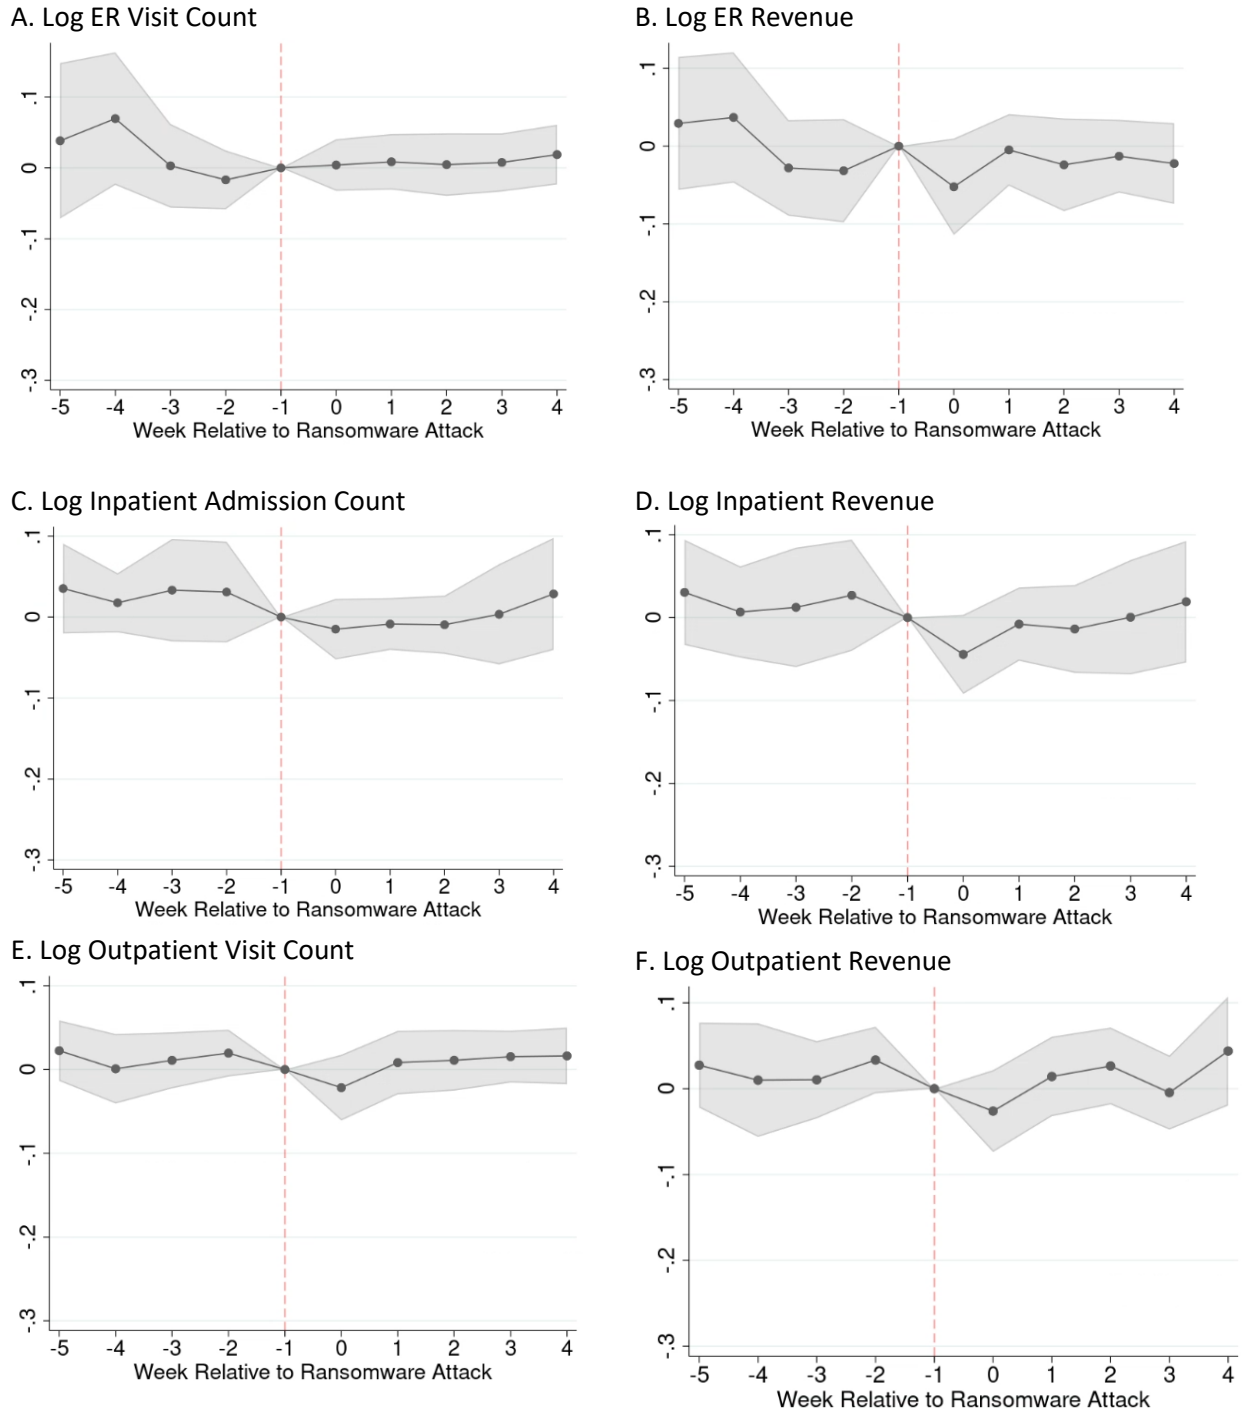 A. Log ER Visit Count
.1
0
-.1
-.2
-.3
-5 -4 -3 -2 -1 0 1 2 3 4
Week Relative to Ransomware Attack
B. Log ER Revenue
.1
0
-.1
-.2
-.3
-5 -4 -3 -2 -1 0 1 2 3 4
Week Relative to Ransomware Attack
C. Log Inpatient Admission Count
.1
0
-.1
-.2
-.3
-5 -4 -3 -2 -1 0 1 2 3 4
Week Relative to Ransomware Attack
D. Log Inpatient Revenue
.1
0
-.1
-.2
-.3
-5 -4 -3 -2 -1 0 1 2 3 4
Week Relative to Ransomware Attack
E. Log Outpatient Visit Count
.1
0
-.1
-.2
-.3
-5 -4 -3 -2 -1 0 1 2 3 4
Week Relative to Ransomware Attack
F. Log Outpatient Revenue
.1
0
-.1
-.2
-.3
-5 -4 -3 -2 -1 0 1 2 3 4
Week Relative to Ransomware Attack